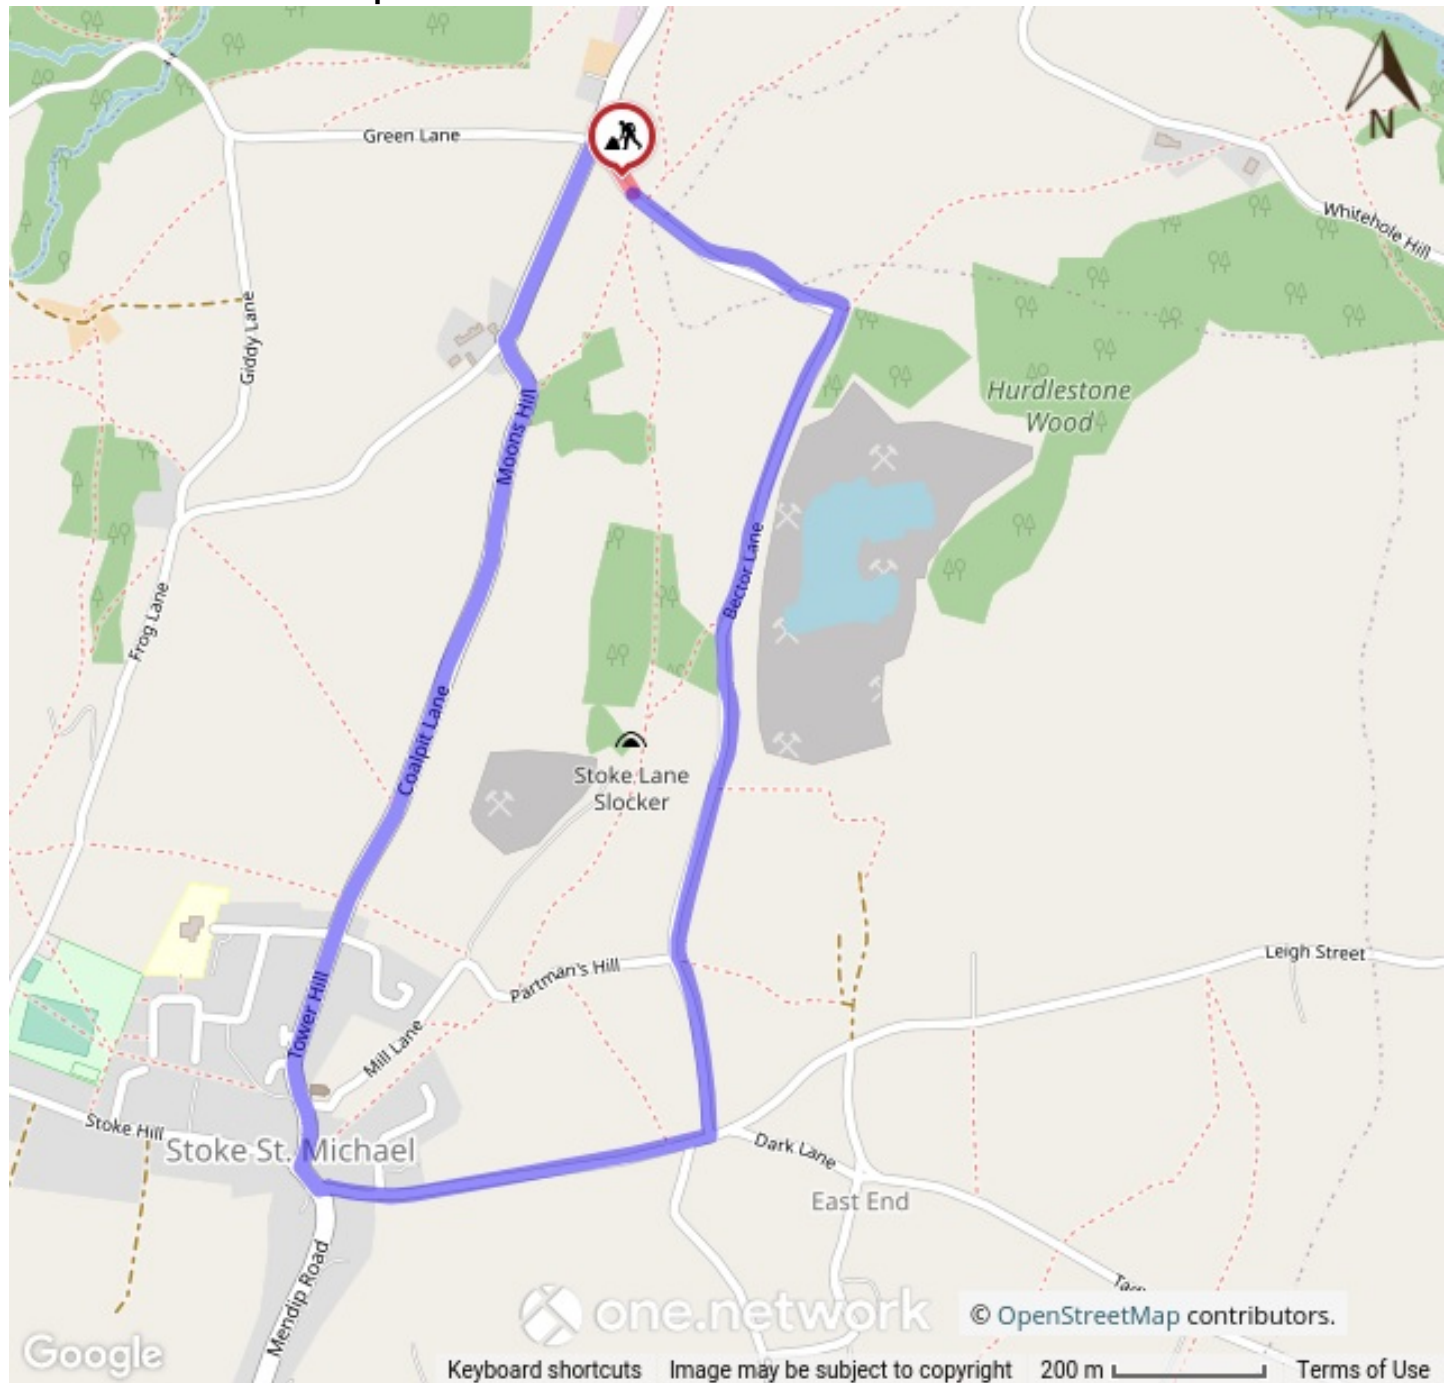 Green Lane
N
Whitehole Hill
Giddy Lane
Moons Hill
Hurdlestone
Wood
Bector Lane
Frog Lane
Coalpit Lane
Stoke Lane
Slocker
Leigh Street
Partman's Hill
Tower Hill
Mill Lane
Stoke Hill
Stoke St. Michael
Dark Lane
East End
Mendip Road
one.network
© OpenStreetMap contributors.
Google
Keyboard shortcuts
Image may be subject to copyright
200 m
Terms of Use